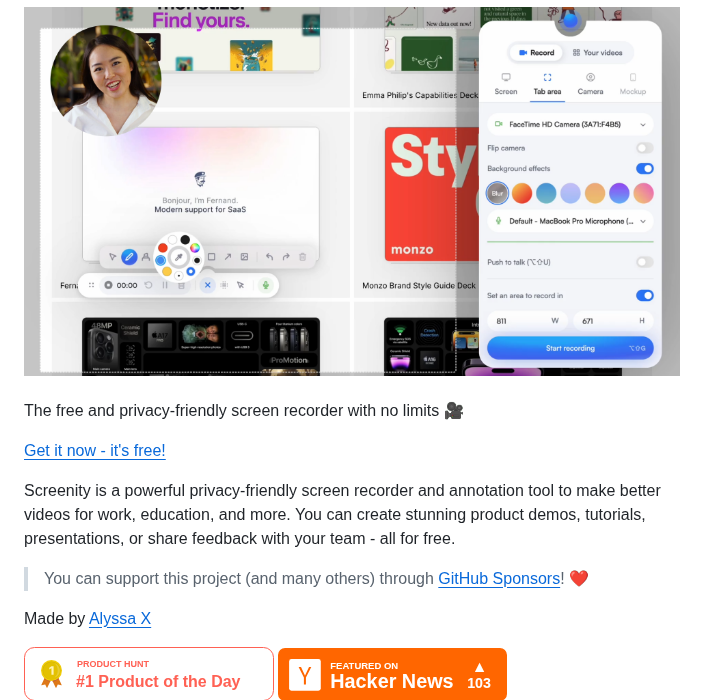 Find yours.
New data out now!
Record
Your videos
Screen
Tab area
Camera
Mockup
Emma Philip's Capabilities Deck
FaceTime HD Camera (3A71:F4B5)
Flip camera
Background effects
Blur
Bonjour, I'm Fernand.
Modern support for SaaS
Sty
monzo
Default - MacBook Pro Microphone (...
Push to talk (⌥⇧U)
Set an area to record in
Ferna
00:00
Monzo Brand Style Guide Deck
811 W 671 H
Start recording ⌥⇧G
48MP
A17
iProMotion
The free and privacy-friendly screen recorder with no limits 🎥
Get it now - it's free!
Screenity is a powerful privacy-friendly screen recorder and annotation tool to make better
videos for work, education, and more. You can create stunning product demos, tutorials,
presentations, or share feedback with your team - all for free.
You can support this project (and many others) through GitHub Sponsors! ❤️
Made by Alyssa X
1
PRODUCT HUNT
#1 Product of the Day
Y
FEATURED ON
Hacker News
▲
103